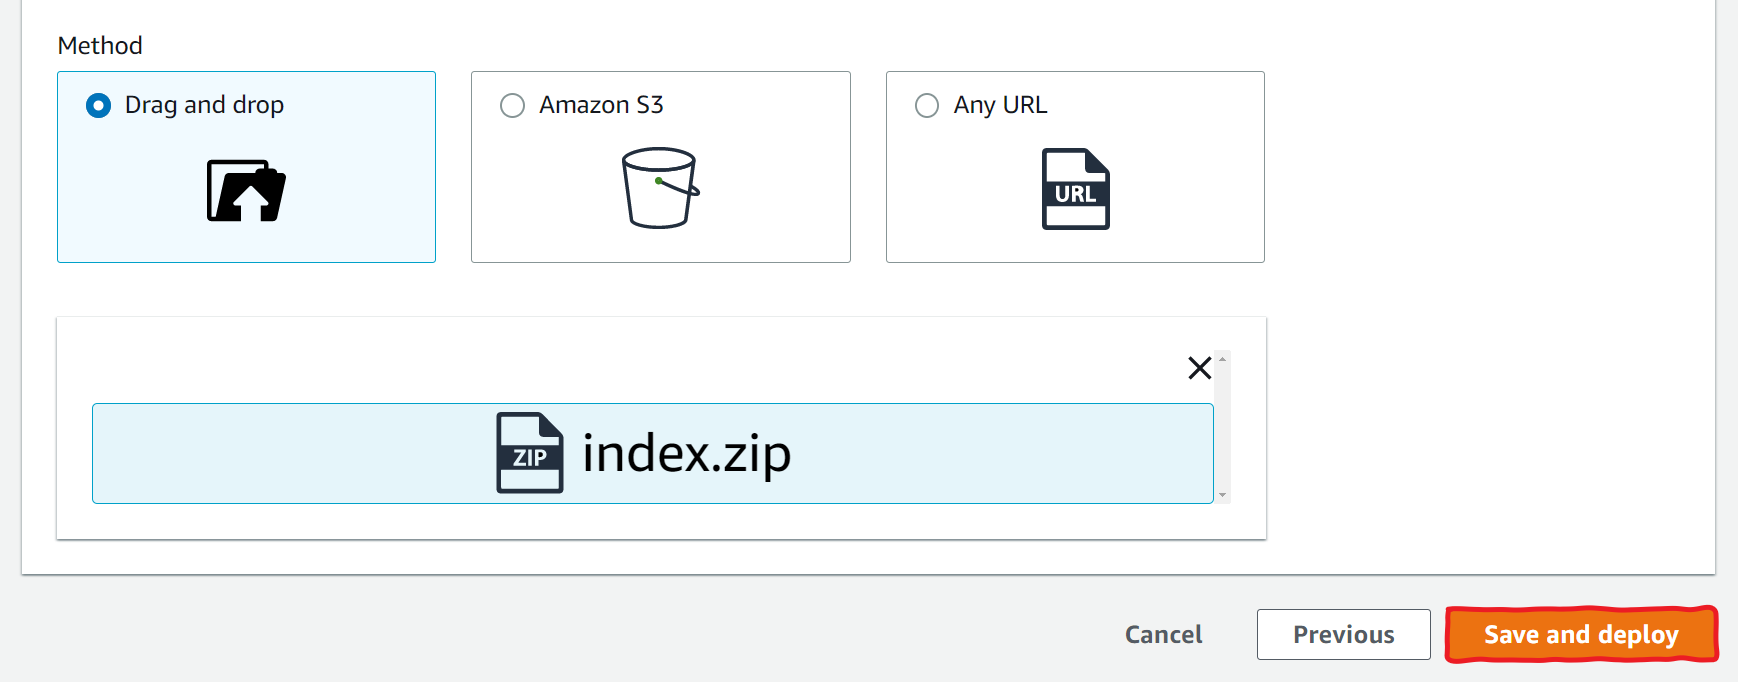 Method
Drag and drop
Amazon S3
Any URL
URL
ZIP
index.zip
Cancel
Previous
Save and deploy